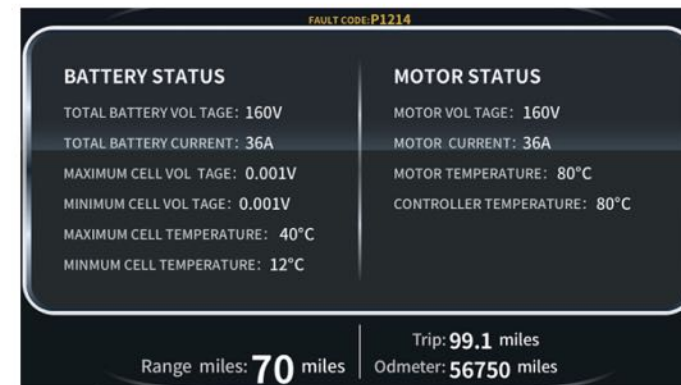 FAULT CODE:P1214
BATTERY STATUS
TOTAL BATTERY VOL TAGE: 160V
TOTAL BATTERY CURRENT: 36A
MAXIMUM CELL VOL TAGE: 0.001V
MINIMUM CELL VOL TAGE: 0.001V
MAXIMUM CELL TEMPERATURE: 40°C
MINMUM CELL TEMPERATURE: 12°C
MOTOR STATUS
MOTOR VOL TAGE: 160V
MOTOR CURRENT: 36A
MOTOR TEMPERATURE: 80°C
CONTROLLER TEMPERATURE: 80°C
Range miles: 70 miles
Trip: 99.1 miles
Odmeter: 56750 miles